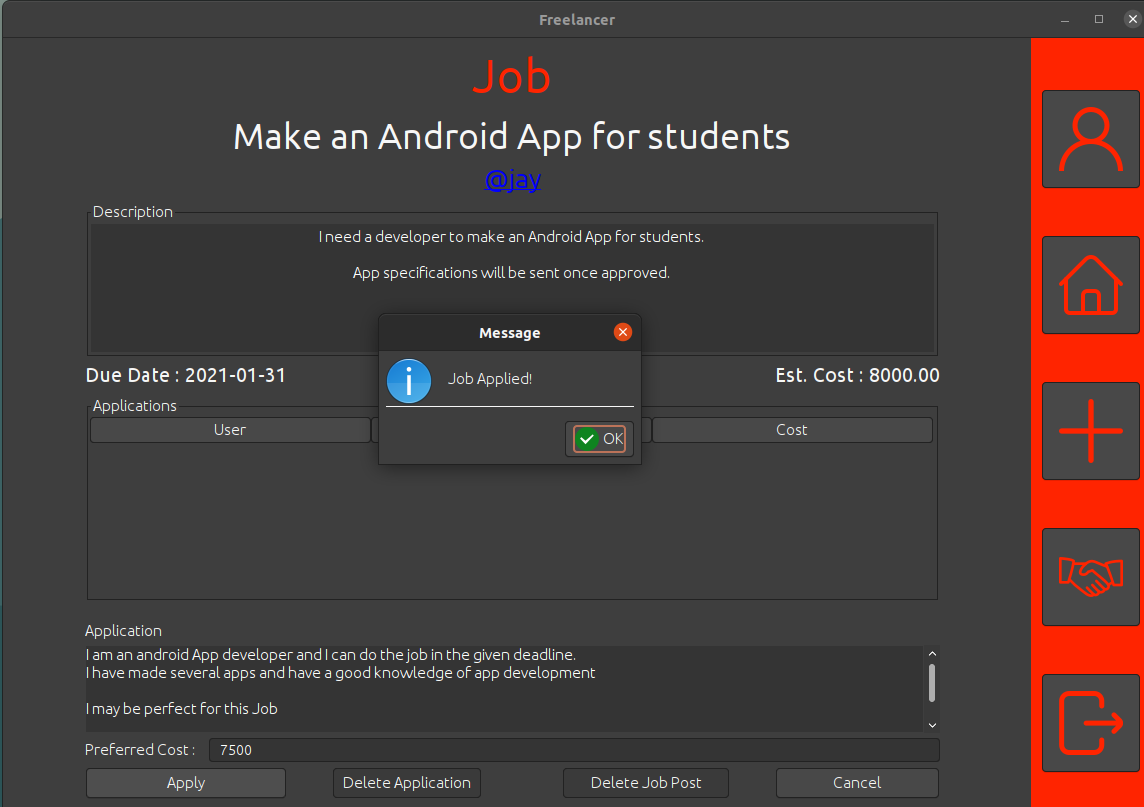 Freelancer
Job
Make an Android App for students
@jay
Description
I need a developer to make an Android App for students.
App specifications will be sent once approved.
Message
Job Applied!
OK
Due Date : 2021-01-31
Est. Cost : 8000.00
Applications
User
Cost
Application
I am an android App developer and I can do the job in the given deadline.
I have made several apps and have a good knowledge of app development
I may be perfect for this Job
Preferred Cost :
7500
Apply
Delete Application
Delete Job Post
Cancel